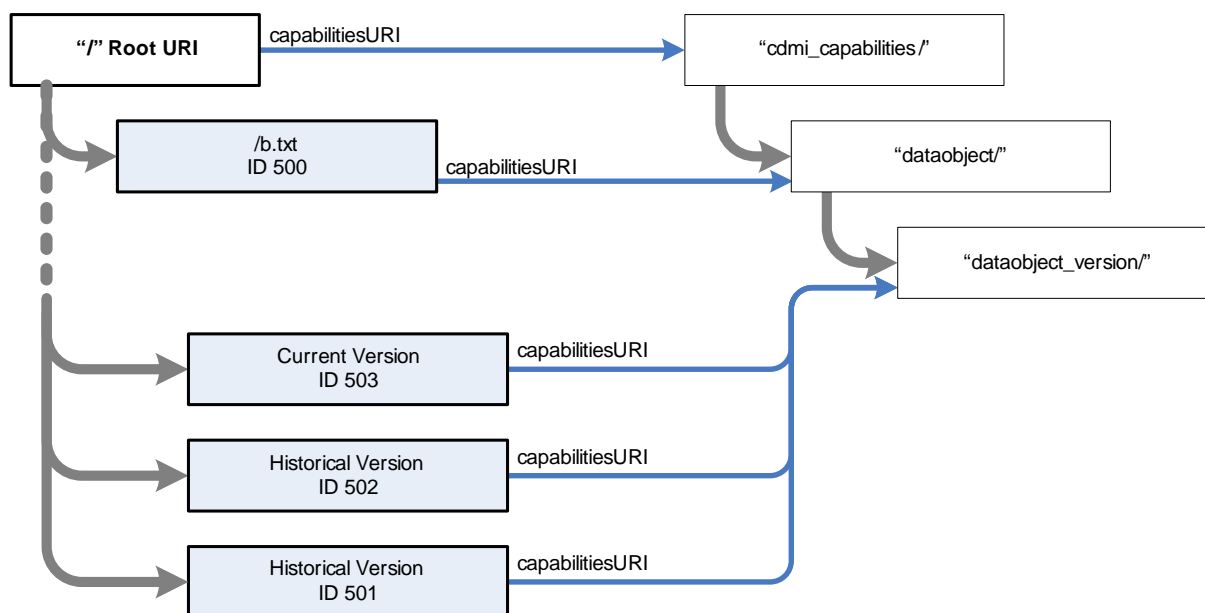 “/” Root URI
capabilitiesURI
“cdmi_capabilities/”
/b.txt
ID 500
capabilitiesURI
“dataobject/”
“dataobject_version/”
Current Version
ID 503
capabilitiesURI
Historical Version
ID 502
capabilitiesURI
Historical Version
ID 501
capabilitiesURI